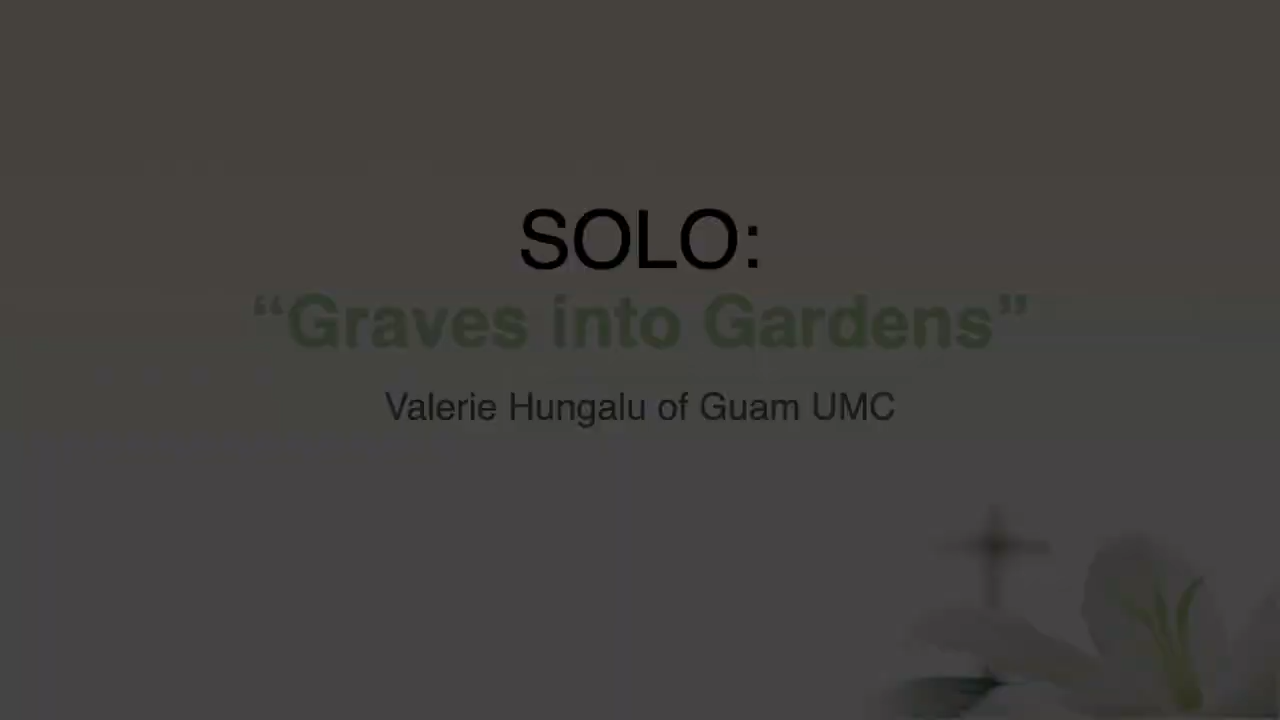 SOLO:
“Graves into Gardens”
Valerie Hungalu of Guam UMC